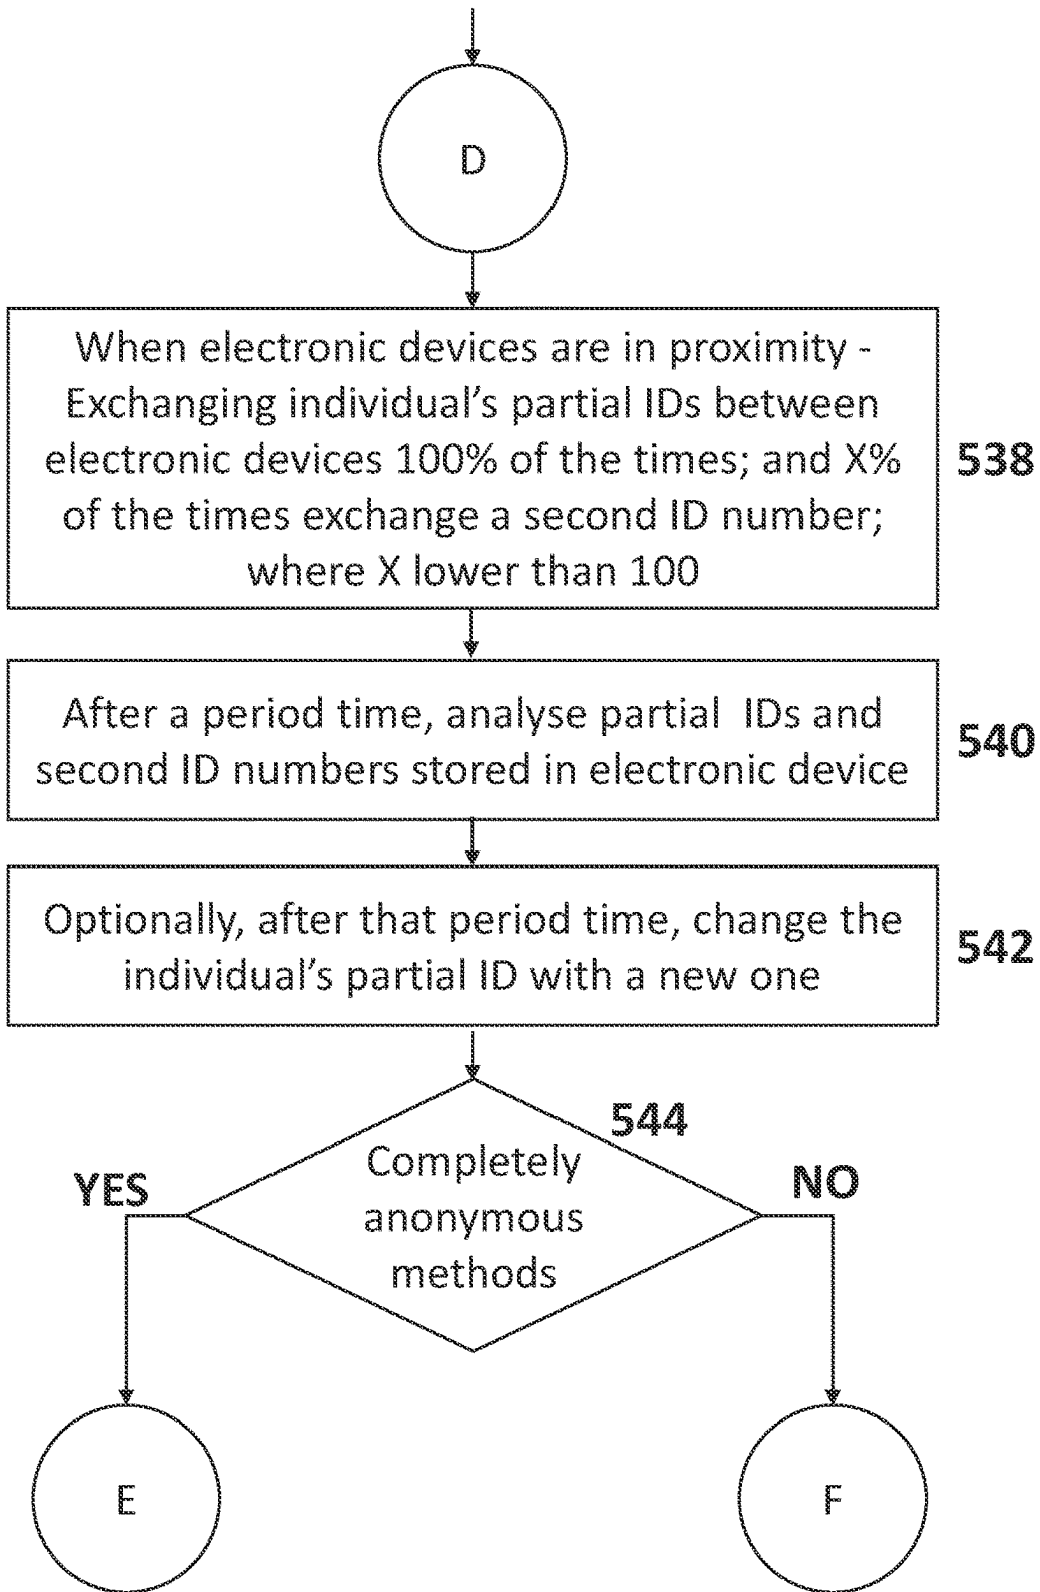 D
When electronic devices are in proximity -
Exchanging individual's partial IDs between
electronic devices 100% of the times; and X%
of the times exchange a second ID number;
where X lower than 100
538
After a period time, analyse partial IDs and
second ID numbers stored in electronic device
540
Optionally, after that period time, change the
individual's partial ID with a new one
542
544
Completely
anonymous
methods
YES
NO
E
F